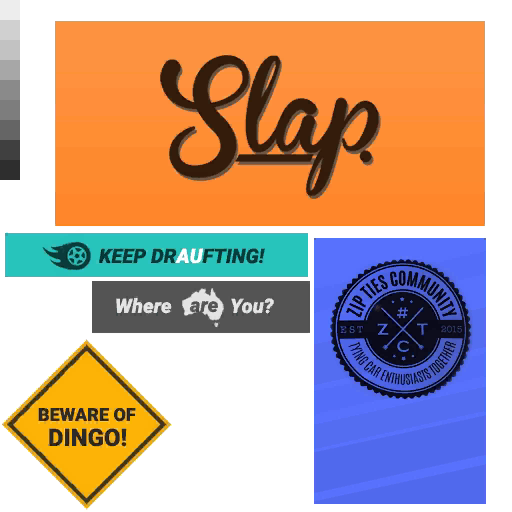 Slap.
KEEP DRAUFTING!
Where are You?
BEWARE OF
DINGO!
ZIP TIES COMMUNITY
EST 2015
#
Z T
C
TYING CAR ENTHUSIASTS TOGETHER